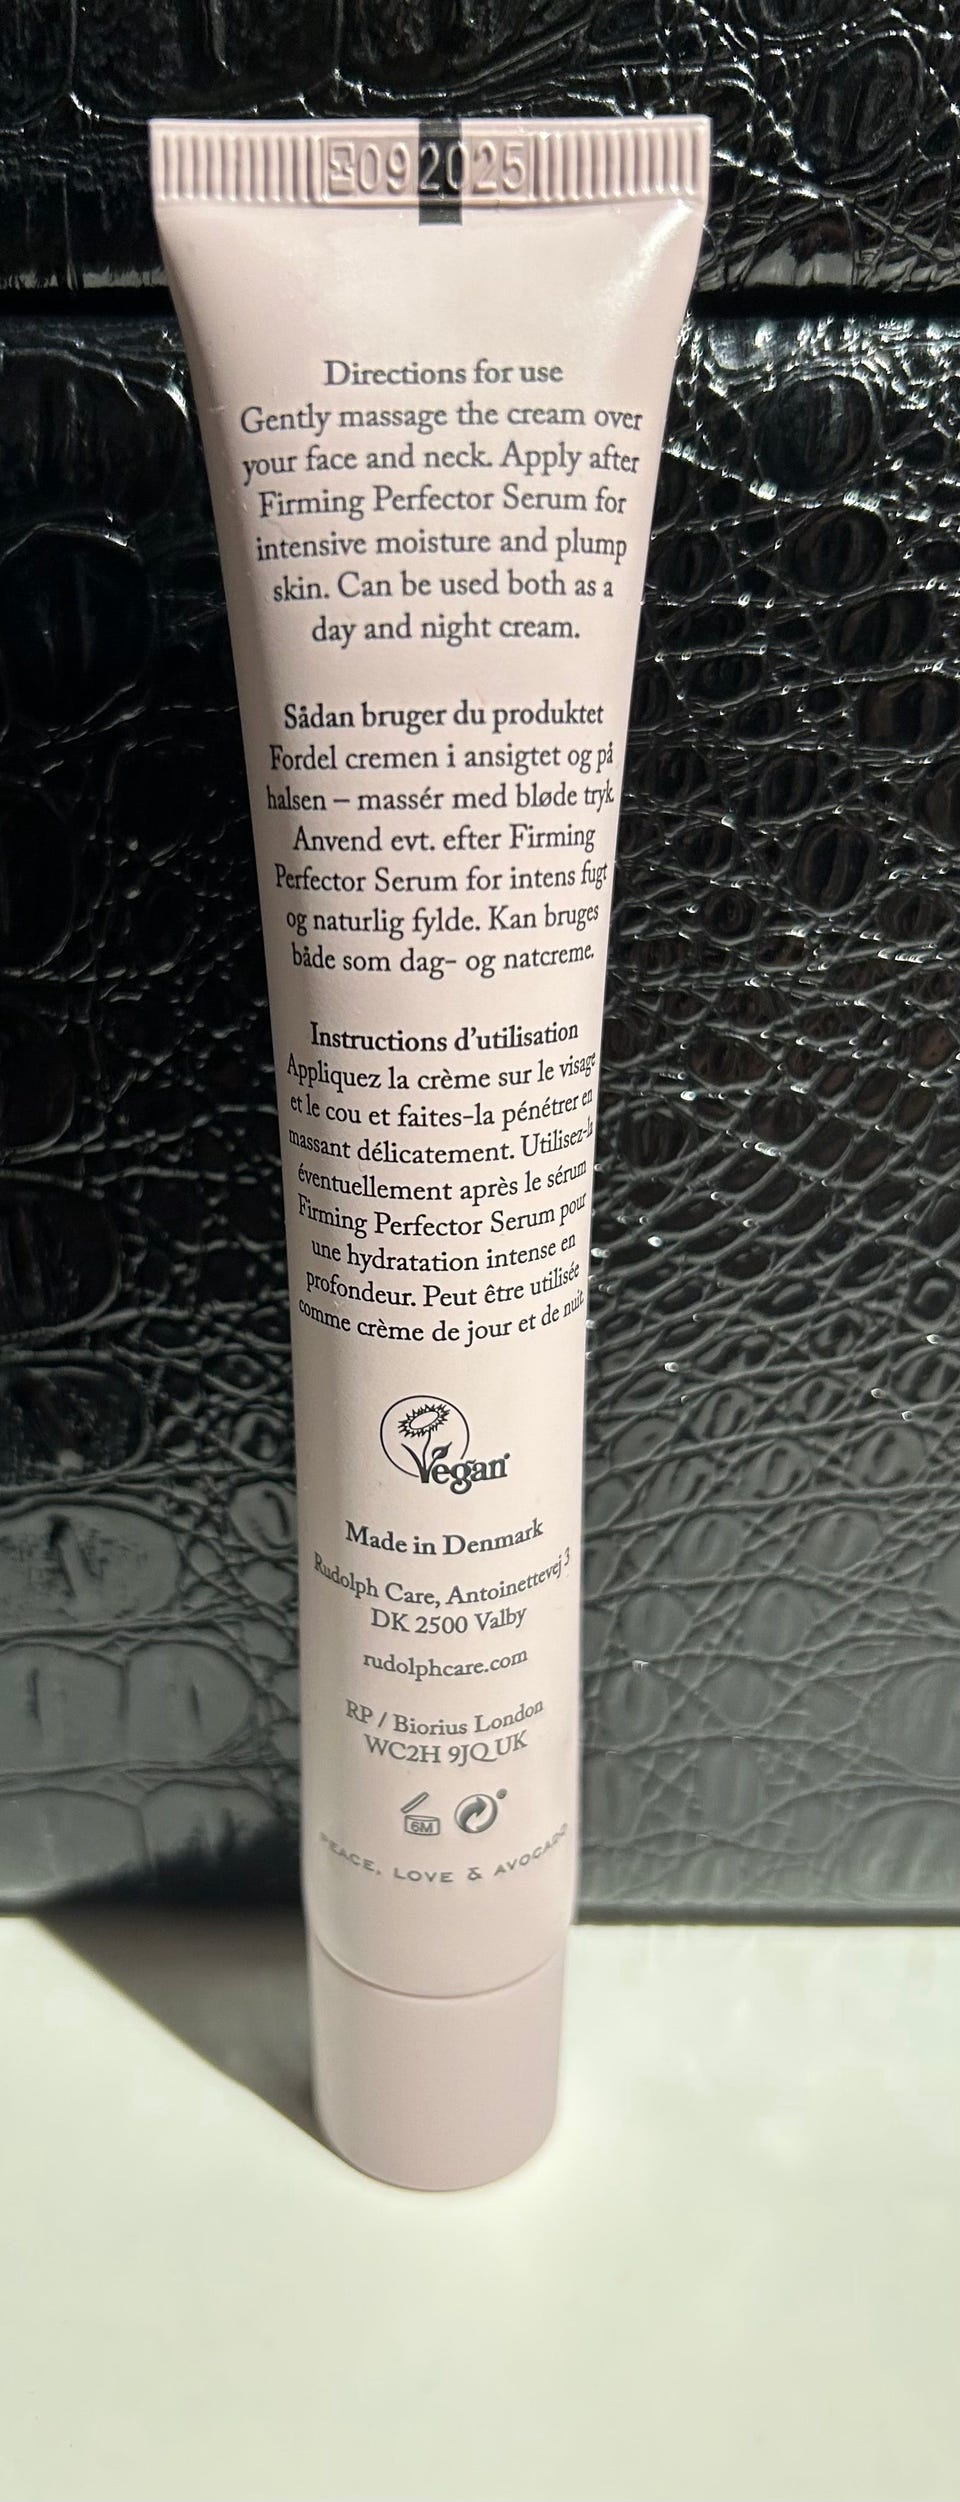 092025
Directions for use
Gently massage the cream over
your face and neck. Apply after
Firming Perfector Serum for
intensive moisture and plump
skin. Can be used both as a
day and night cream.
Sådan bruger du produktet
Fordel cremen i ansigtet og på
halsen – massér med bløde tryk.
Anvend evt. efter Firming
Perfector Serum for intens fugt
og naturlig fylde. Kan bruges
både som dag- og natcreme.
Instructions d’utilisation
Appliquez la crème sur le visage
et le cou et faites-la pénétrer en
massant délicatement. Utilisez-la
éventuellement après le sérum
Firming Perfector Serum pour
une hydratation intense en
profondeur. Peut être utilisée
comme crème de jour et de nuit
Vegan
Made in Denmark
Rudolph Care, Antoinettevej 3
DK 2500 Valby
rudolphcare.com
RP / Biorius London
WC2H 9JQ UK
6M
PEACE, LOVE & AVOCADO